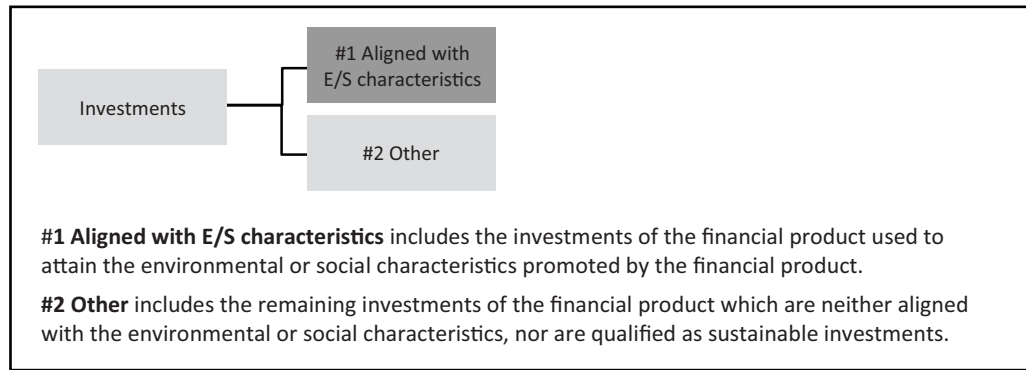 #1 Aligned with
E/S characteristics
Investments
#2 Other
#1 Aligned with E/S characteristics includes the investments of the financial product used to
attain the environmental or social characteristics promoted by the financial product.
#2 Other includes the remaining investments of the financial product which are neither aligned
with the environmental or social characteristics, nor are qualified as sustainable investments.